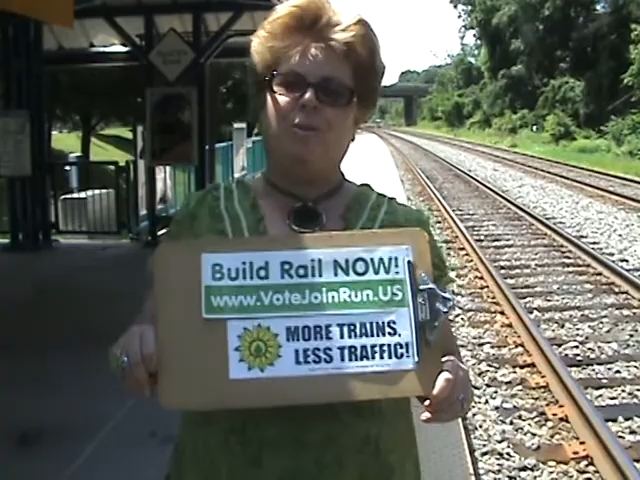 Build Rail NOW!
www.VoteJoinRun.US
MORE TRAINS,
LESS TRAFFIC!